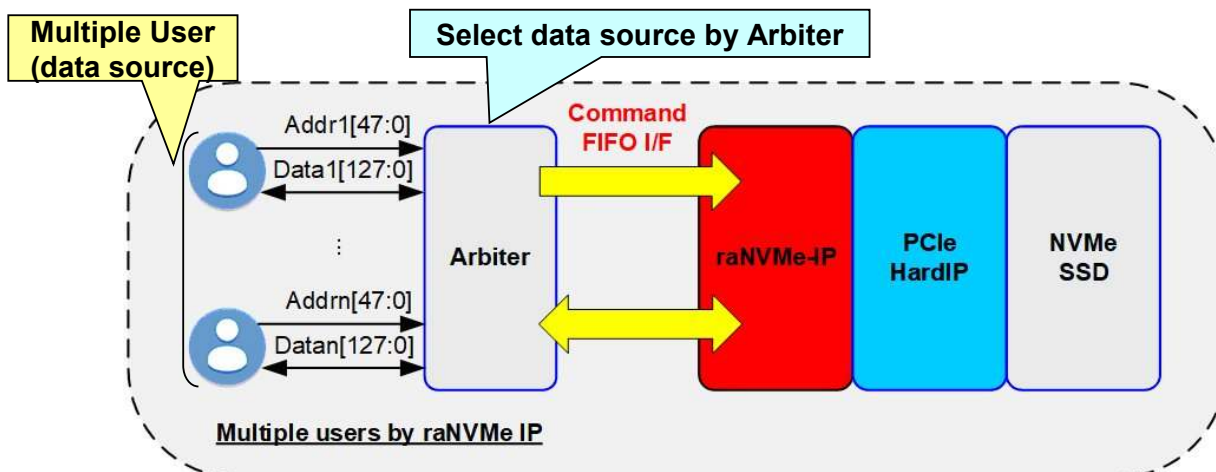 Multiple User
(data source)
Select data source by Arbiter
Addr1[47:0]
Data1[127:0]
⋮
Addrn[47:0]
Datan[127:0]
Arbiter
Command
FIFO I/F
raNVMe-IP
PCIe
HardIP
NVMe
SSD
Multiple users by raNVMe IP